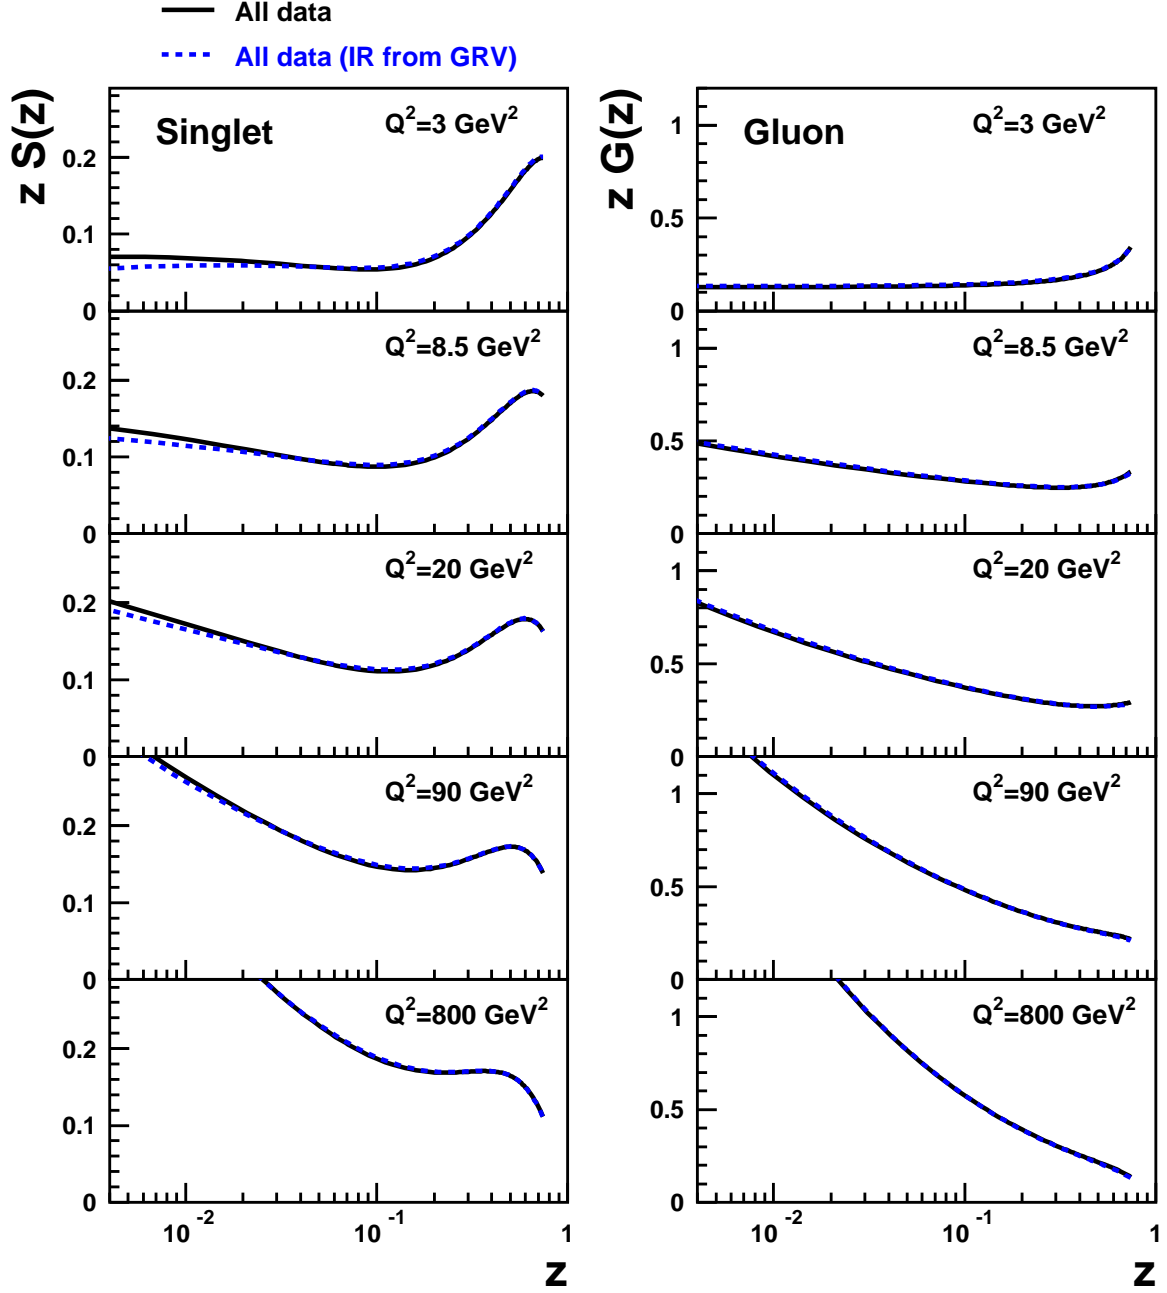 All data
All data (IR from GRV)
z S(z)
Singlet
Q²=3 GeV²
0.2
0.1
0
Q²=8.5 GeV²
0.2
0.1
0
Q²=20 GeV²
0.2
0.1
0
Q²=90 GeV²
0.2
0.1
0
Q²=800 GeV²
0.2
0.1
0
10⁻²
10⁻¹
1
z
z G(z)
Gluon
Q²=3 GeV²
1
0.5
0
Q²=8.5 GeV²
1
0.5
0
Q²=20 GeV²
1
0.5
0
Q²=90 GeV²
1
0.5
0
Q²=800 GeV²
1
0.5
0
10⁻²
10⁻¹
1
z